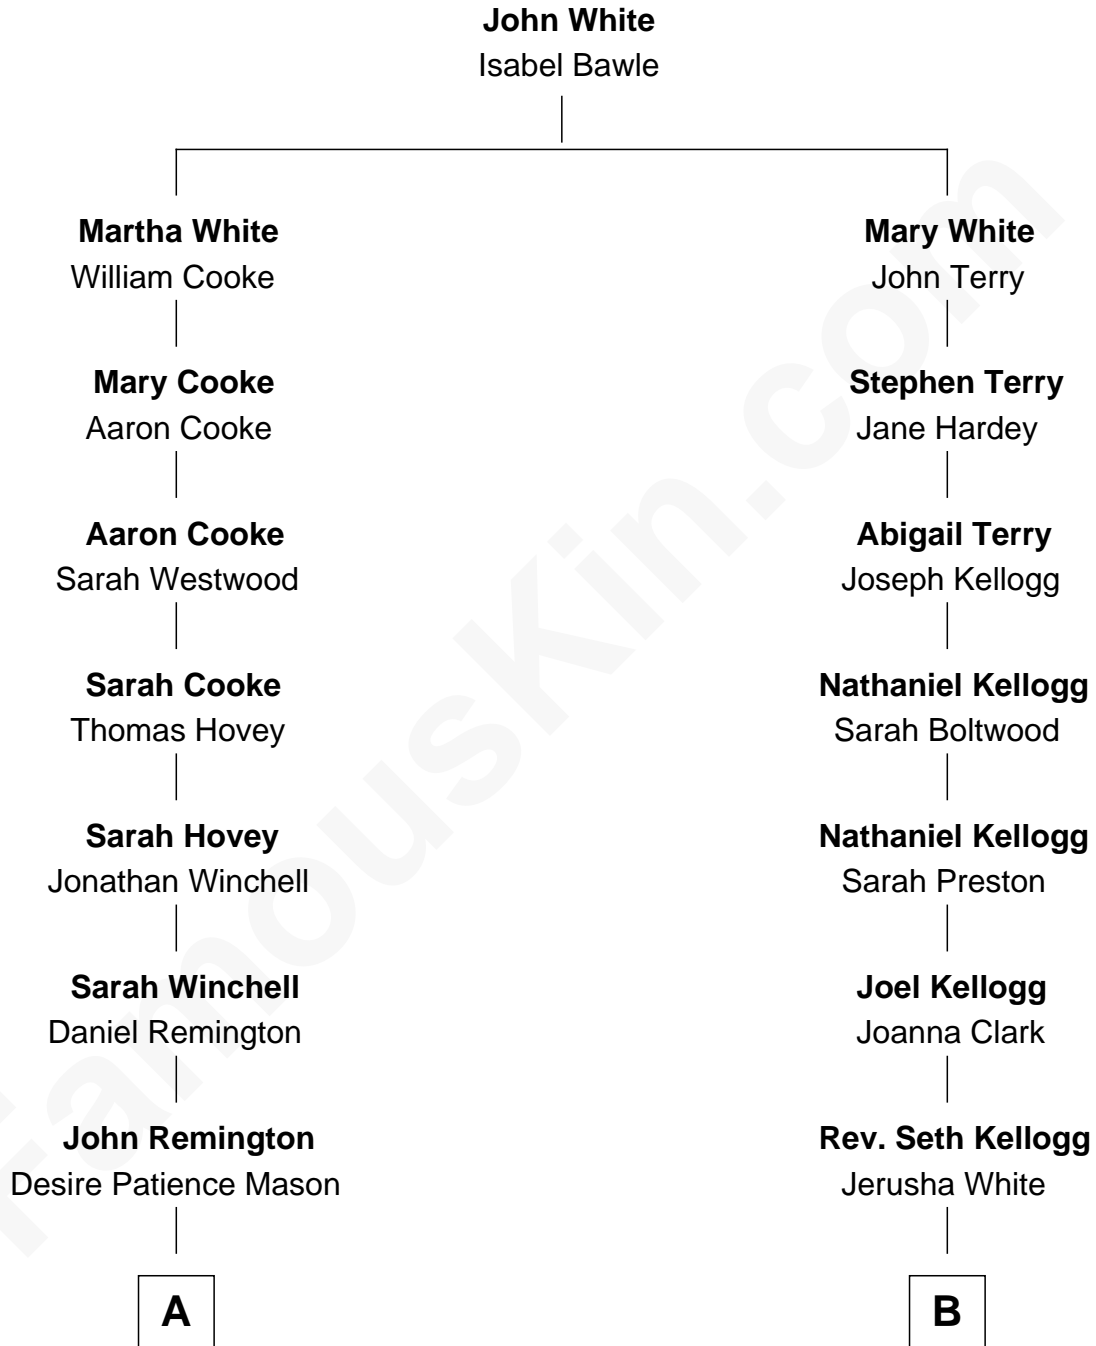 John White
Isabel Bawle
Martha White
William Cooke
Mary White
John Terry
Mary Cooke
Aaron Cooke
Stephen Terry
Jane Hardey
Aaron Cooke
Sarah Westwood
Abigail Terry
Joseph Kellogg
Sarah Cooke
Thomas Hovey
Nathaniel Kellogg
Sarah Boltwood
Sarah Hovey
Jonathan Winchell
Nathaniel Kellogg
Sarah Preston
Sarah Winchell
Daniel Remington
Joel Kellogg
Joanna Clark
John Remington
Desire Patience Mason
Rev. Seth Kellogg
Jerusha White
A
B
FamousKin.com